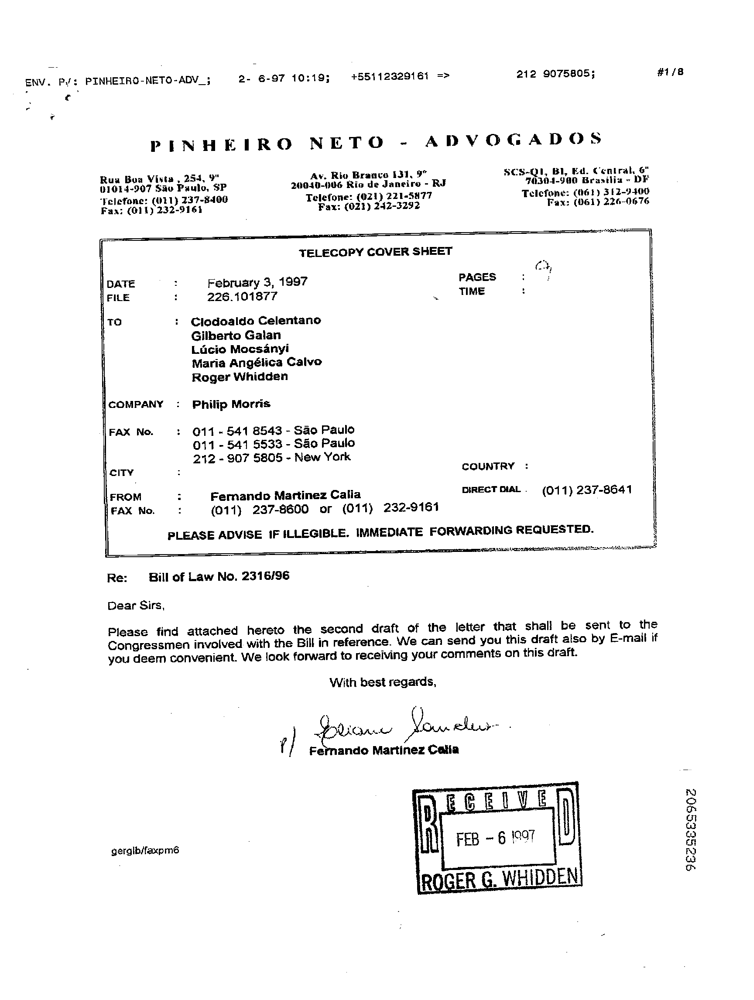 ENV. P/: PINHEIRO-NETO-ADV_; 2- 6-97 10:19; +55112329161 => 212 9075805; #1/8
PINHEIRO NETO - ADVOGADOS
Rua Boa Vista , 254, 9° Av. Rio Branco 131, 9° SCS-Q1, Bl, Ed. Central, 6°
01014-907 São Paulo, SP 20040-006 Rio de Janeiro - RJ 70304-900 Brasília - DF
Telefone: (011) 237-8400 Telefone: (021) 221-5877 Telefone: (061) 312-9400
Fax: (011) 232-9161 Fax: (021) 242-3292 Fax: (061) 226-0676
TELECOPY COVER SHEET
DATE : February 3, 1997 PAGES :
FILE : 226.101877 TIME :
TO : Clodoaldo Celentano
Gilberto Galan
Lúcio Mocsányi
Maria Angélica Calvo
Roger Whidden
COMPANY : Philip Morris
FAX No. : 011 - 541 8543 - São Paulo
011 - 541 5533 - São Paulo
212 - 907 5805 - New York
CITY : COUNTRY :
FROM : Fernando Martinez Calia DIRECT DIAL . (011) 237-8641
FAX No. : (011) 237-8600 or (011) 232-9161
PLEASE ADVISE IF ILLEGIBLE. IMMEDIATE FORWARDING REQUESTED.
Re: Bill of Law No. 2316/96
Dear Sirs,
Please find attached hereto the second draft of the letter that shall be sent to the
Congressmen involved with the Bill in reference. We can send you this draft also by E-mail if
you deem convenient. We look forward to receiving your comments on this draft.
With best regards,
p/
Fernando Martinez Calia
RECEIVED
FEB - 6 1997
ROGER G. WHIDDEN
gerglb/faxpm6
2065335236